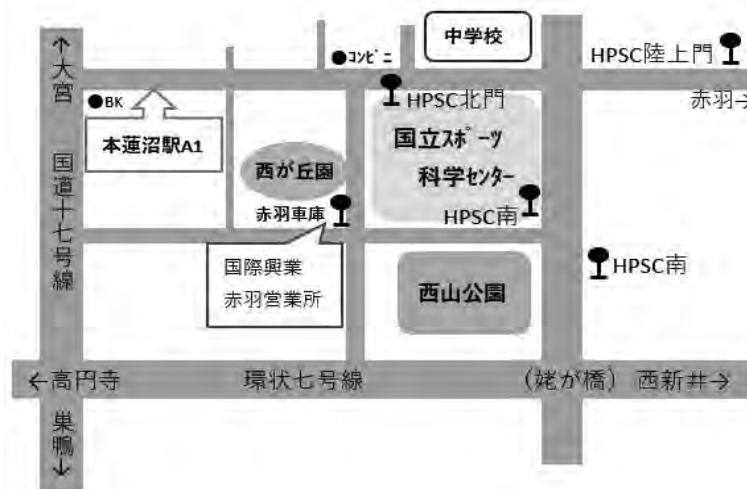 ↑大宮
国道十七号線
巣鴨↓
●BK
本蓮沼駅A1
●ｺﾝﾋﾞﾆ
中学校
HPSC陸上門
赤羽→
HPSC北門
国立ｽﾎﾟｰﾂ
科学ｾﾝﾀｰ
西が丘園
赤羽車庫
HPSC南
国際興業
赤羽営業所
西山公園
HPSC南
←高円寺
環状七号線
(姥が橋)
西新井→